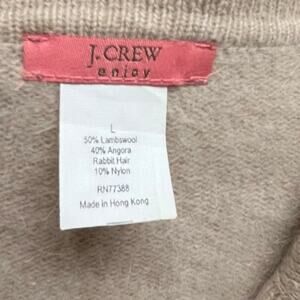 J.CREW
enjoy
L
50% Lambswool
40% Angora
Rabbit Hair
10% Nylon
RN77388
Made in Hong Kong